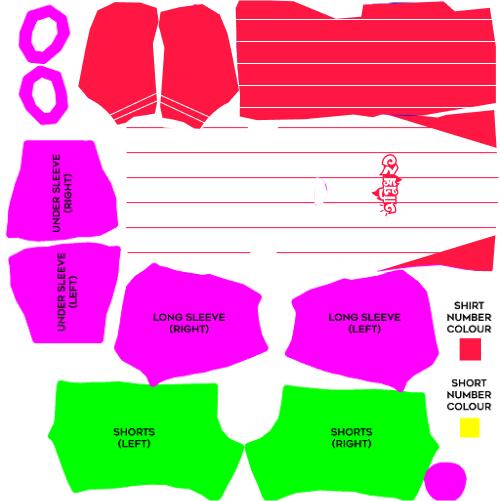 UNDER SLEEVE
(RIGHT)
UNDER SLEEVE
(LEFT)
LONG SLEEVE
(RIGHT)
LONG SLEEVE
(LEFT)
SHIRT
NUMBER
COLOUR
SHORT
NUMBER
COLOUR
SHORTS
(LEFT)
SHORTS
(RIGHT)